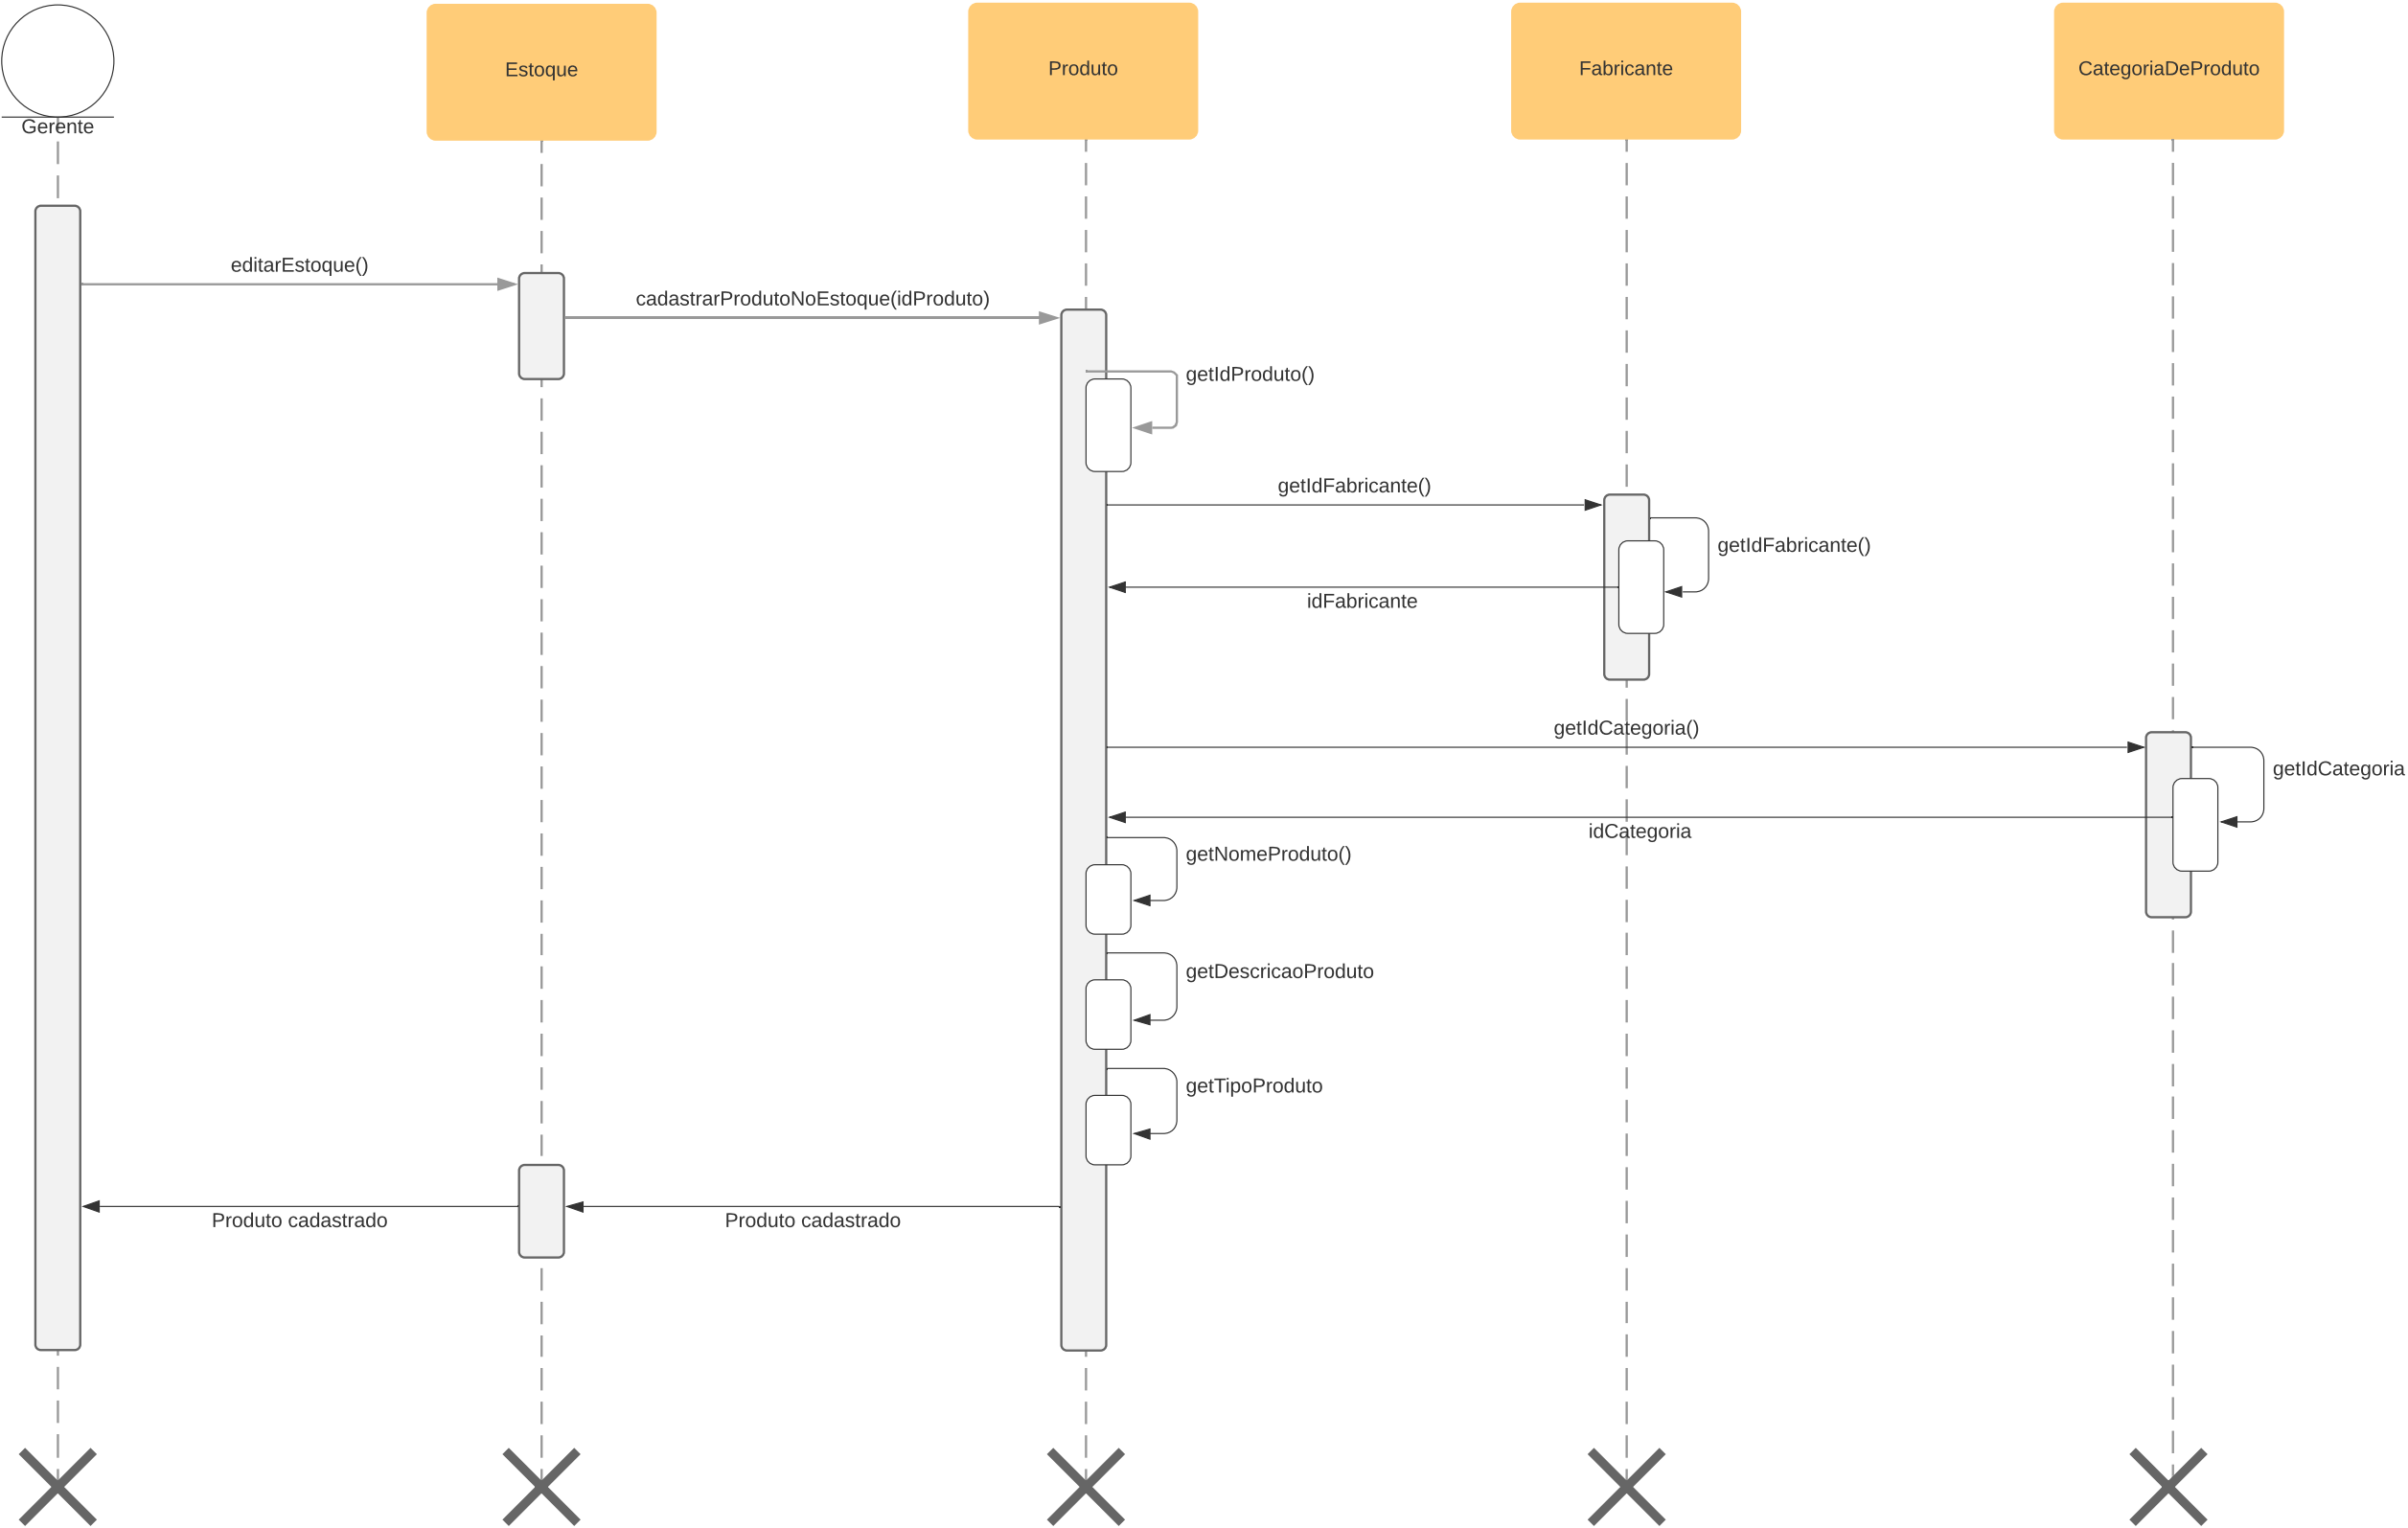 Gerente
Estoque
Produto
Fabricante
CategoriaDeProduto
editarEstoque()
cadastrarProdutoNoEstoque(idProduto)
getIdProduto()
getIdFabricante()
getIdFabricante()
idFabricante
getIdCategoria()
getIdCategoria
idCategoria
getNomeProduto()
getDescricaoProduto
getTipoProduto
Produto cadastrado
Produto cadastrado